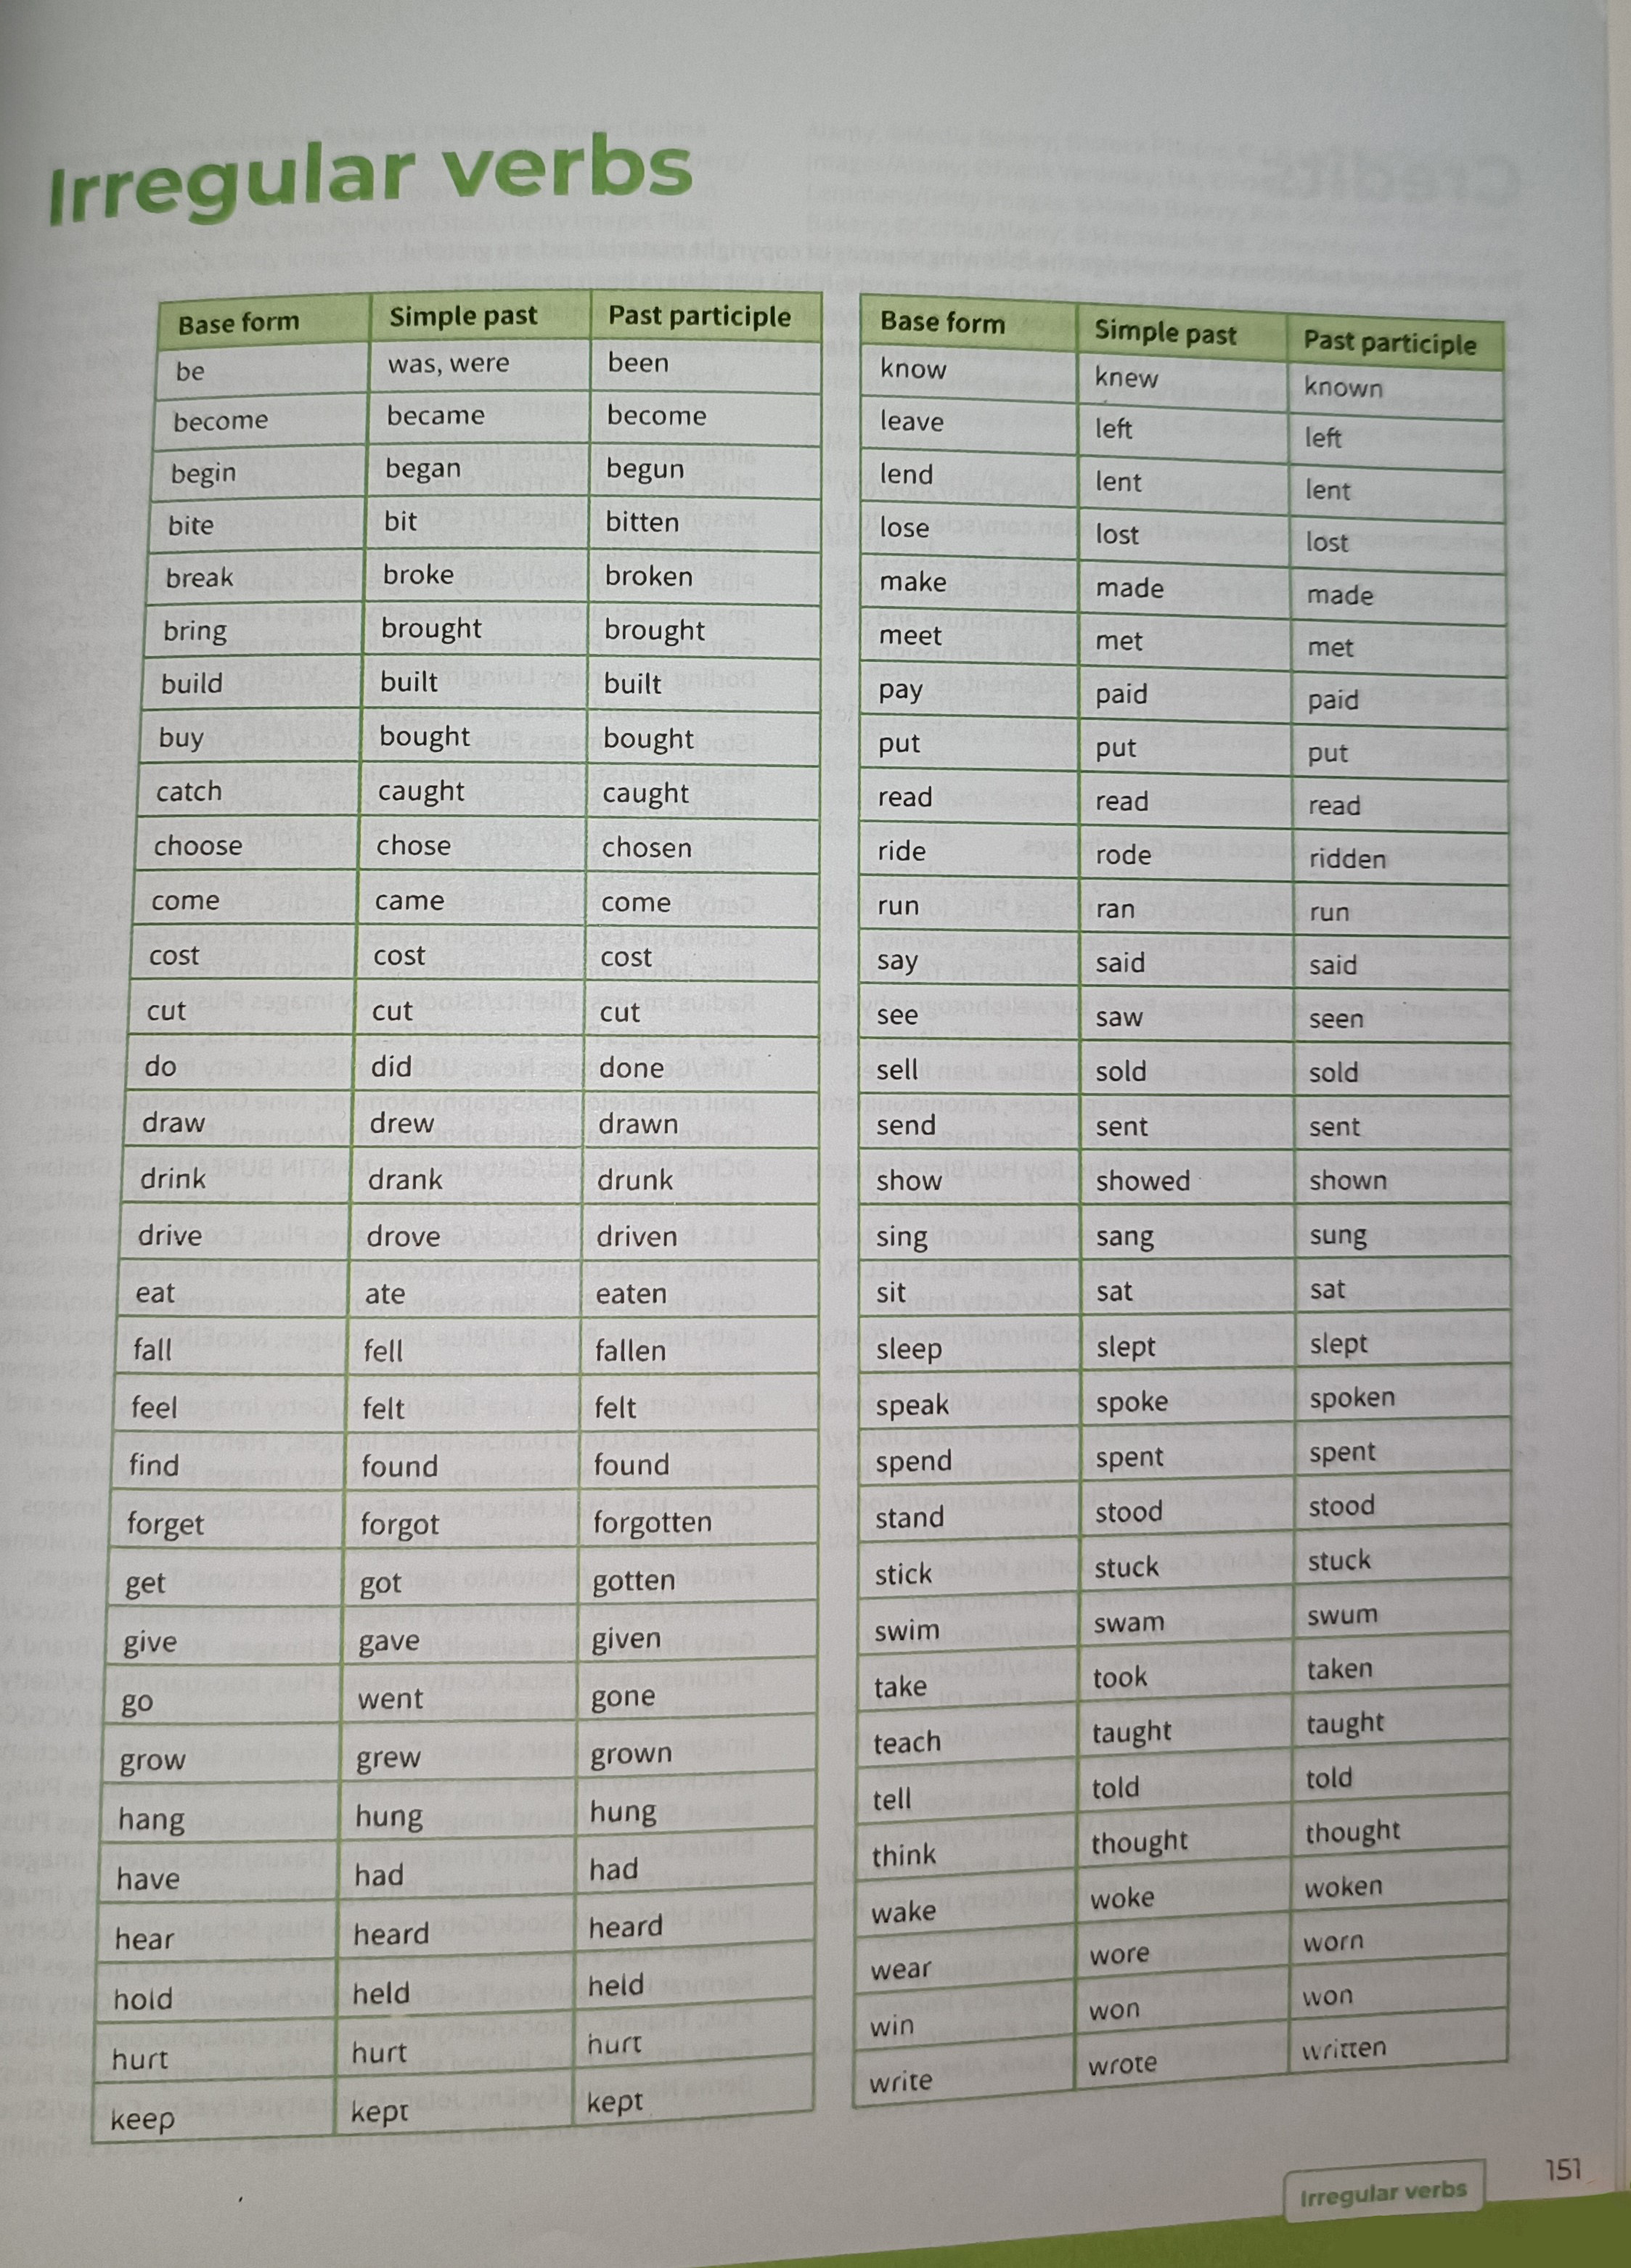 Irregular verbs
Base form Simple past Past participle
be was, were been
become became become
begin began begun
bite bit bitten
break broke broken
bring brought brought
build built built
buy bought bought
catch caught caught
choose chose chosen
come came come
cost cost cost
cut cut cut
do did done
draw drew drawn
drink drank drunk
drive drove driven
eat ate eaten
fall fell fallen
feel felt felt
find found found
forget forgot forgotten
get got gotten
give gave given
go went gone
grow grew grown
hang hung hung
have had had
hear heard heard
hold held held
hurt hurt hurt
keep kept kept
Base form Simple past Past participle
know knew known
leave left left
lend lent lent
lose lost lost
make made made
meet met met
pay paid paid
put put put
read read read
ride rode ridden
run ran run
say said said
see saw seen
sell sold sold
send sent sent
show showed shown
sing sang sung
sit sat sat
sleep slept slept
speak spoke spoken
spend spent spent
stand stood stood
stick stuck stuck
swim swam swum
take took taken
teach taught taught
tell told told
think thought thought
wake woke woken
wear wore worn
win won won
write wrote written
Irregular verbs 151